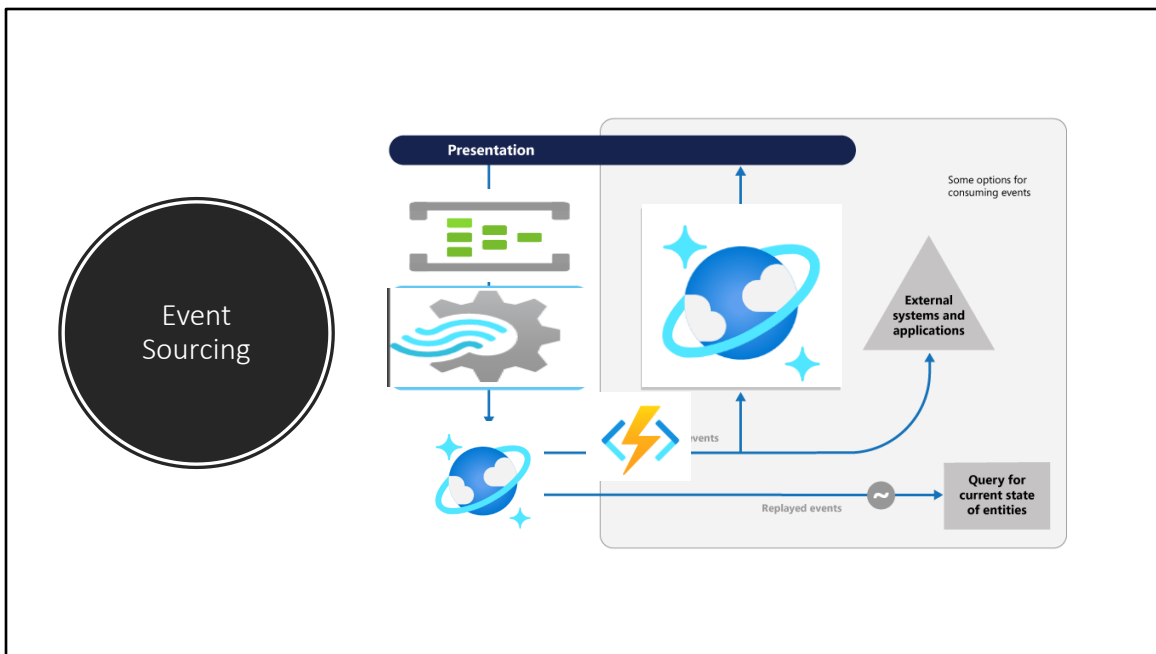 Event
Sourcing
Presentation
Some options for
consuming events
External
systems and
applications
events
Replayed events
Query for
current state
of entities